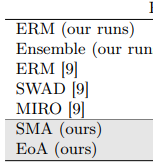 ERM (our runs)
Ensemble (our run
ERM [9]
SWAD [9]
MIRO [9]
SMA (ours)
EoA (ours)